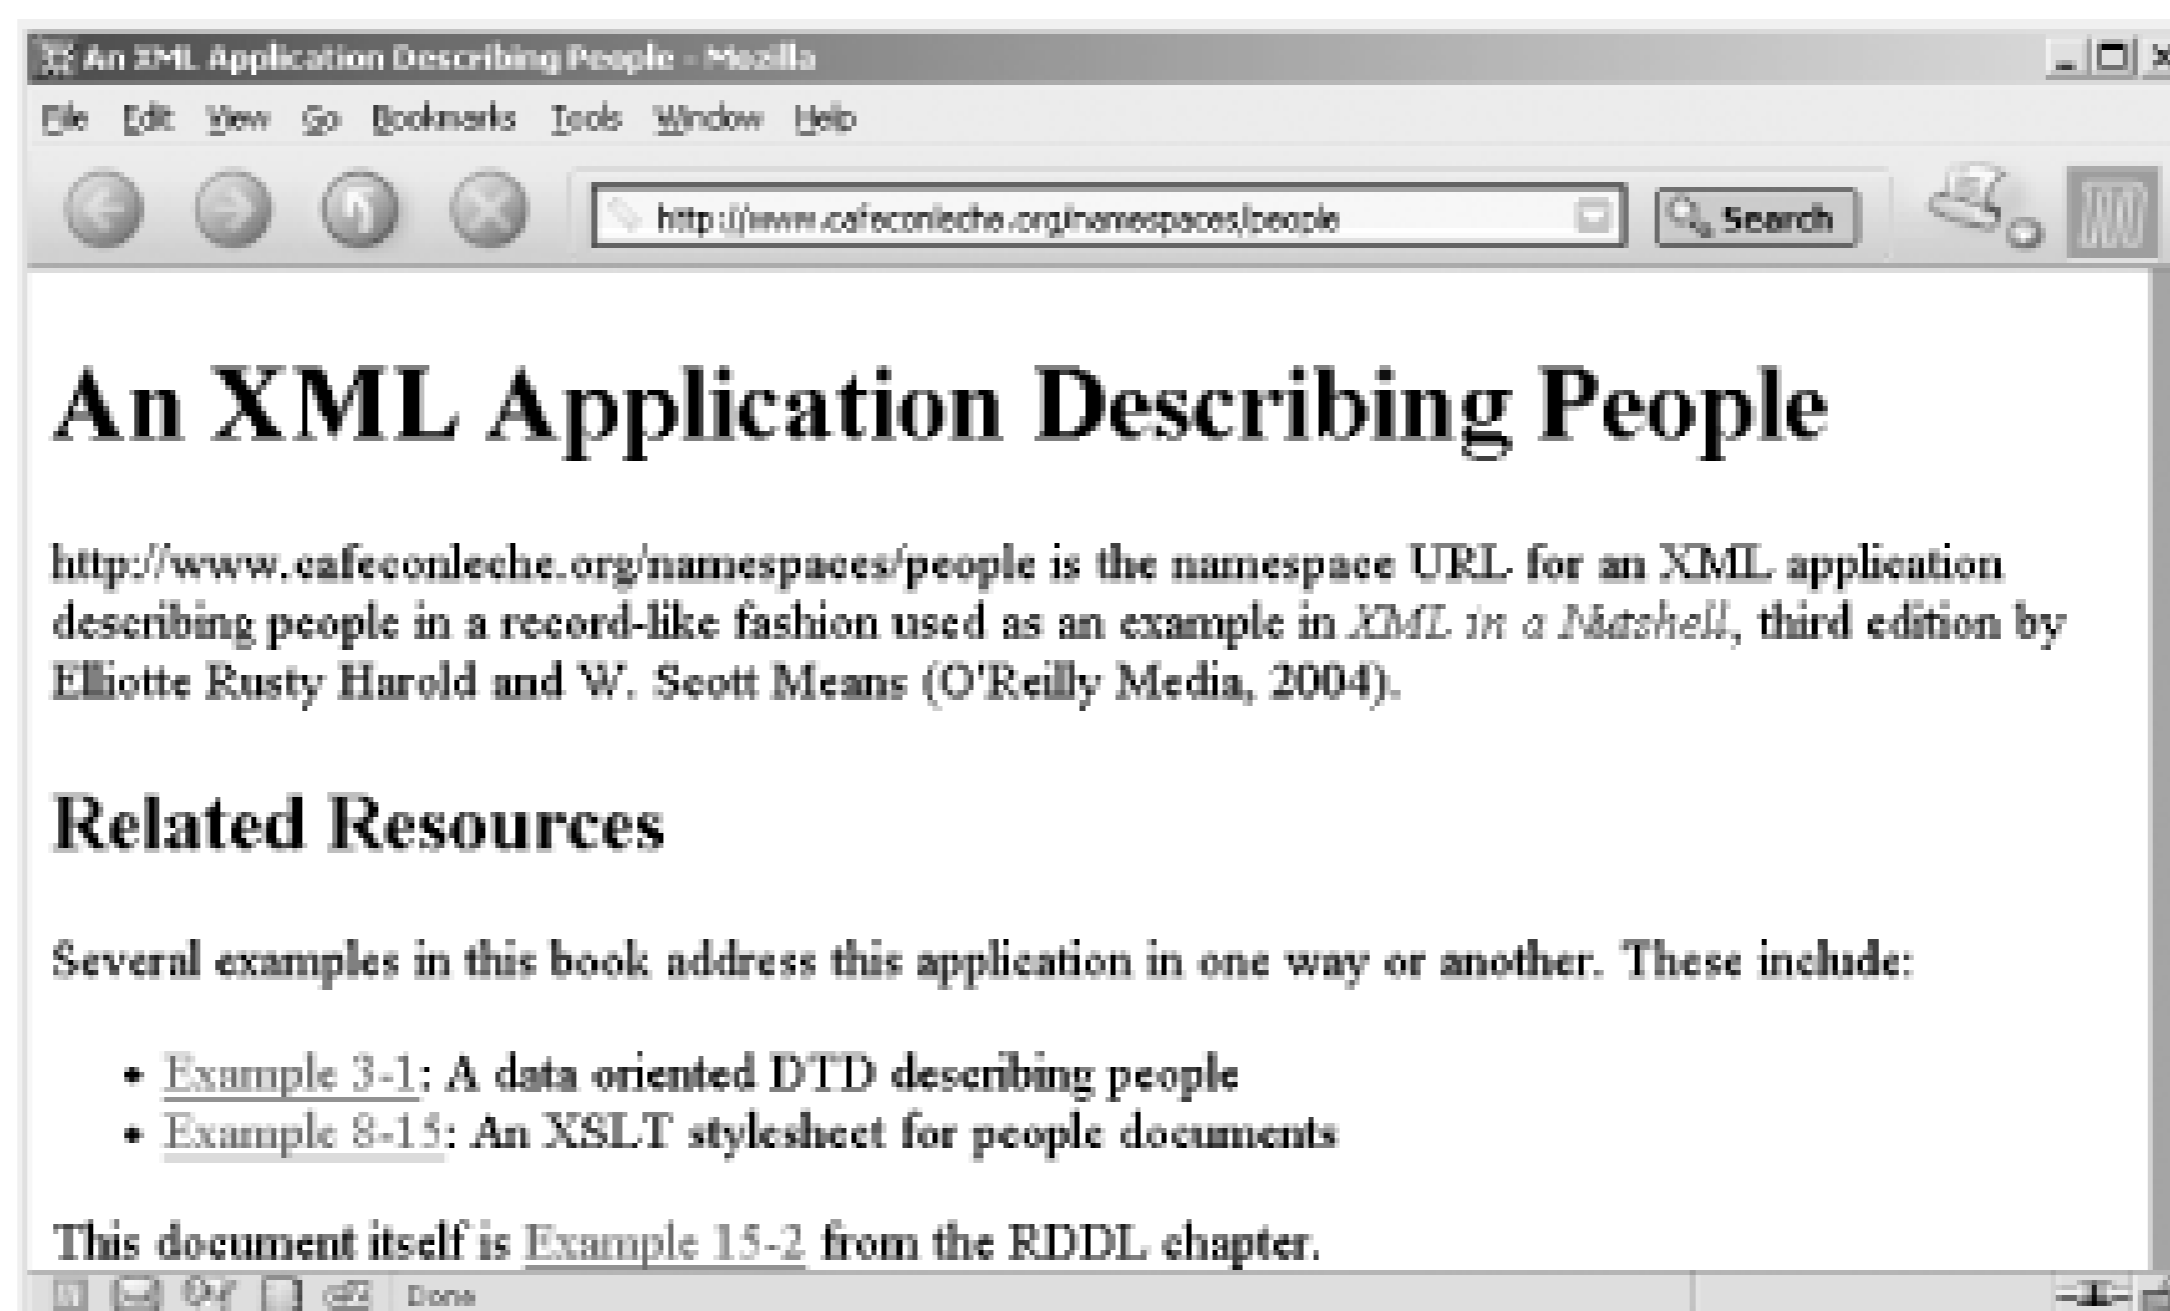 An XML Application Describing People - Mozilla
File Edit View Go Bookmarks Tools Window Help
http://www.cafeconleche.org/namespaces/people Search
An XML Application Describing People
http://www.cafeconleche.org/namespaces/people is the namespace URL for an XML application
describing people in a record-like fashion used as an example in XML in a Nutshell, third edition by
Elliotte Rusty Harold and W. Scott Means (O'Reilly Media, 2004).
Related Resources
Several examples in this book address this application in one way or another. These include:
• Example 3-1: A data oriented DTD describing people
• Example 8-15: An XSLT stylesheet for people documents
This document itself is Example 15-2 from the RDDL chapter.
Done